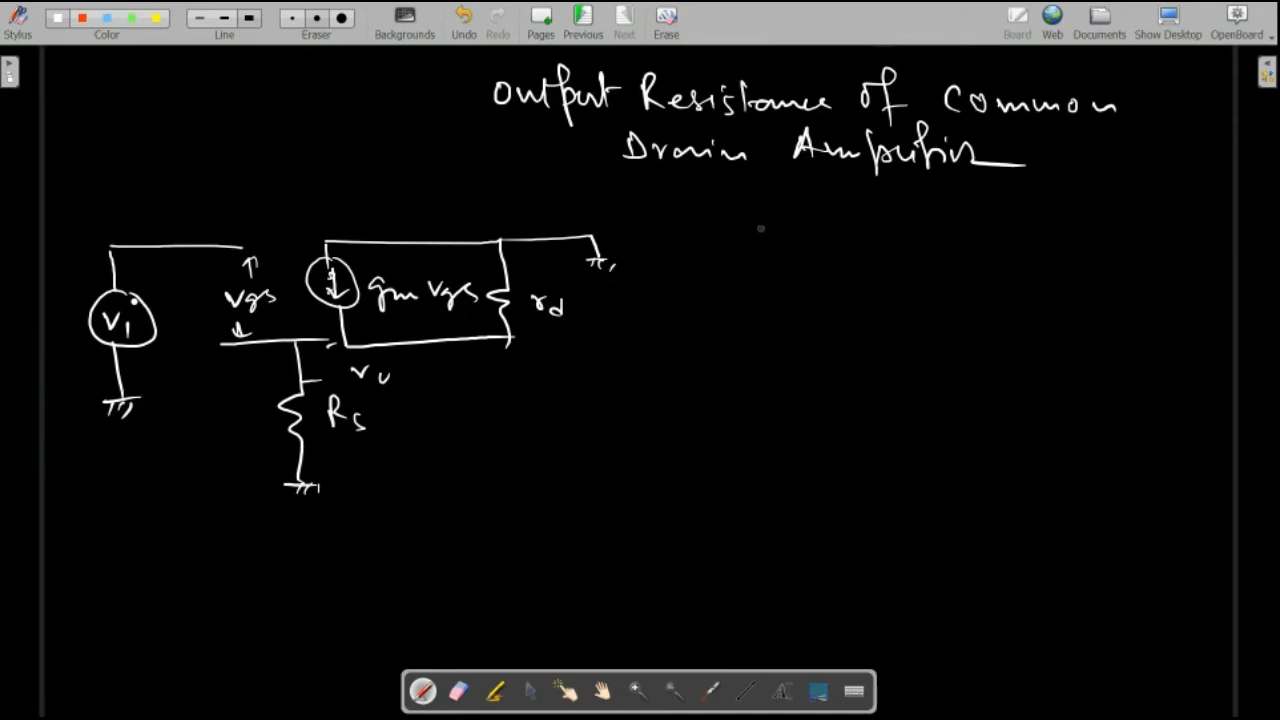 Stylus Color Line Eraser Backgrounds Undo Redo Pages Previous Next Erase Board Web Documents Show Desktop OpenBoard
Output Resistance of Common
Drain Amplifier
Vgs
gm Vgs
rd
V1
Vo
Rs